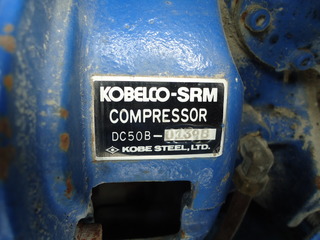 KOBELCO-SRM
COMPRESSOR
DC50B-
KOBE STEEL, LTD.